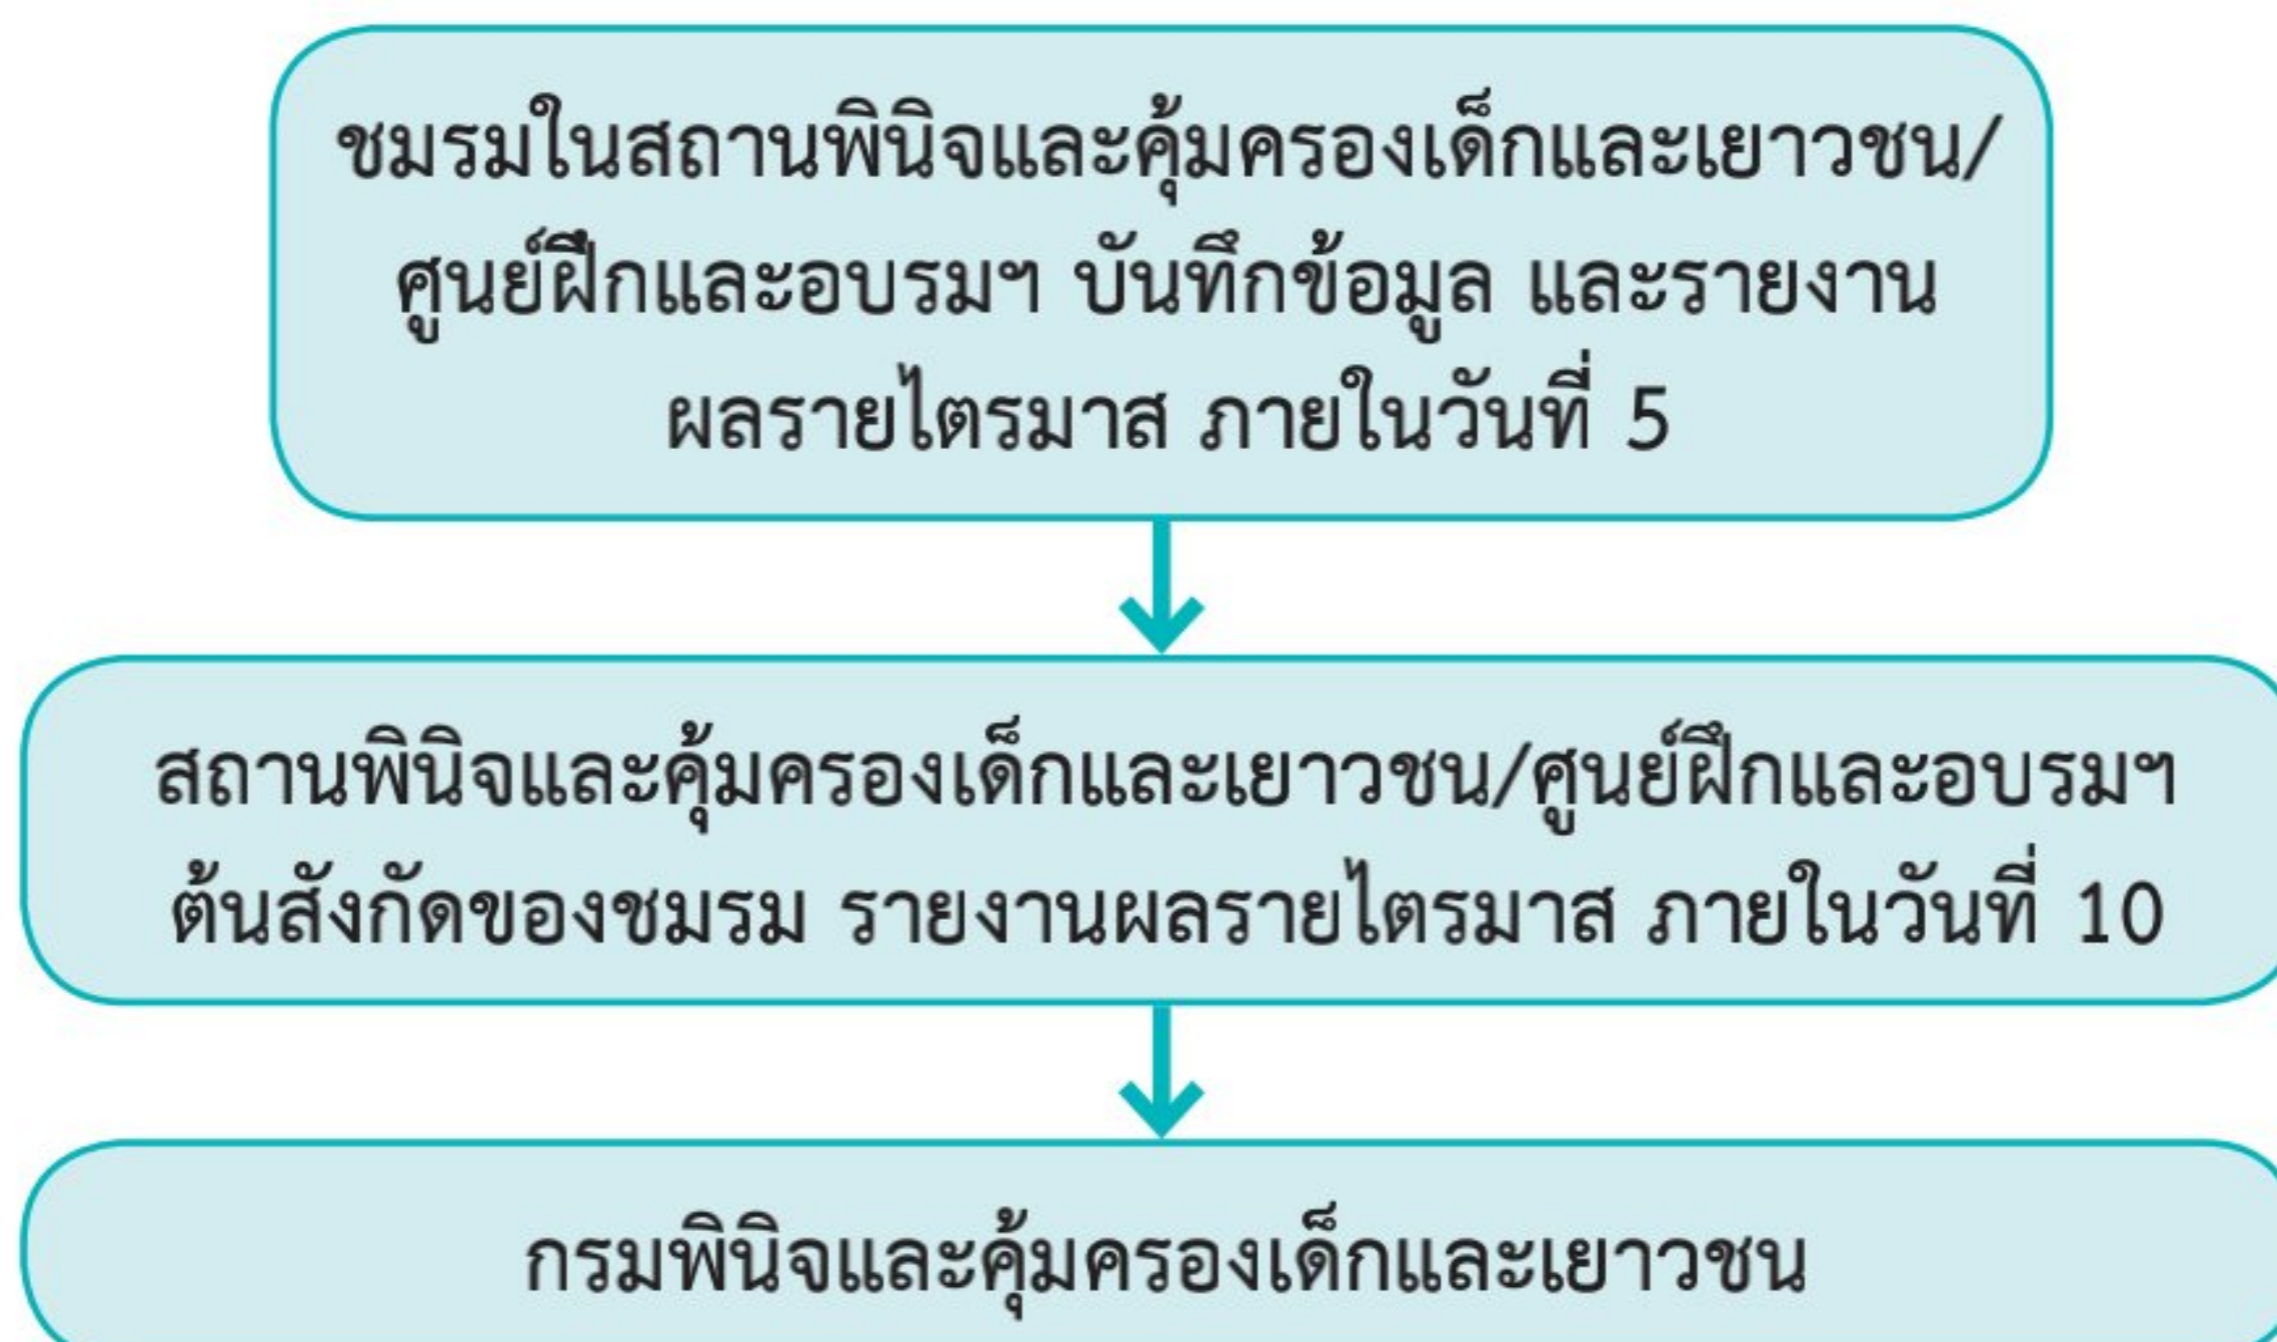 ชมรมในสถานพินิจและคุ้มครองเด็กและเยาวชน/
ศูนย์ฝึกและอบรมฯ บันทึกข้อมูล และรายงาน
ผลรายไตรมาส ภายในวันที่ 5
สถานพินิจและคุ้มครองเด็กและเยาวชน/ศูนย์ฝึกและอบรมฯ
ต้นสังกัดของชมรม รายงานผลรายไตรมาส ภายในวันที่ 10
กรมพินิจและคุ้มครองเด็กและเยาวชน